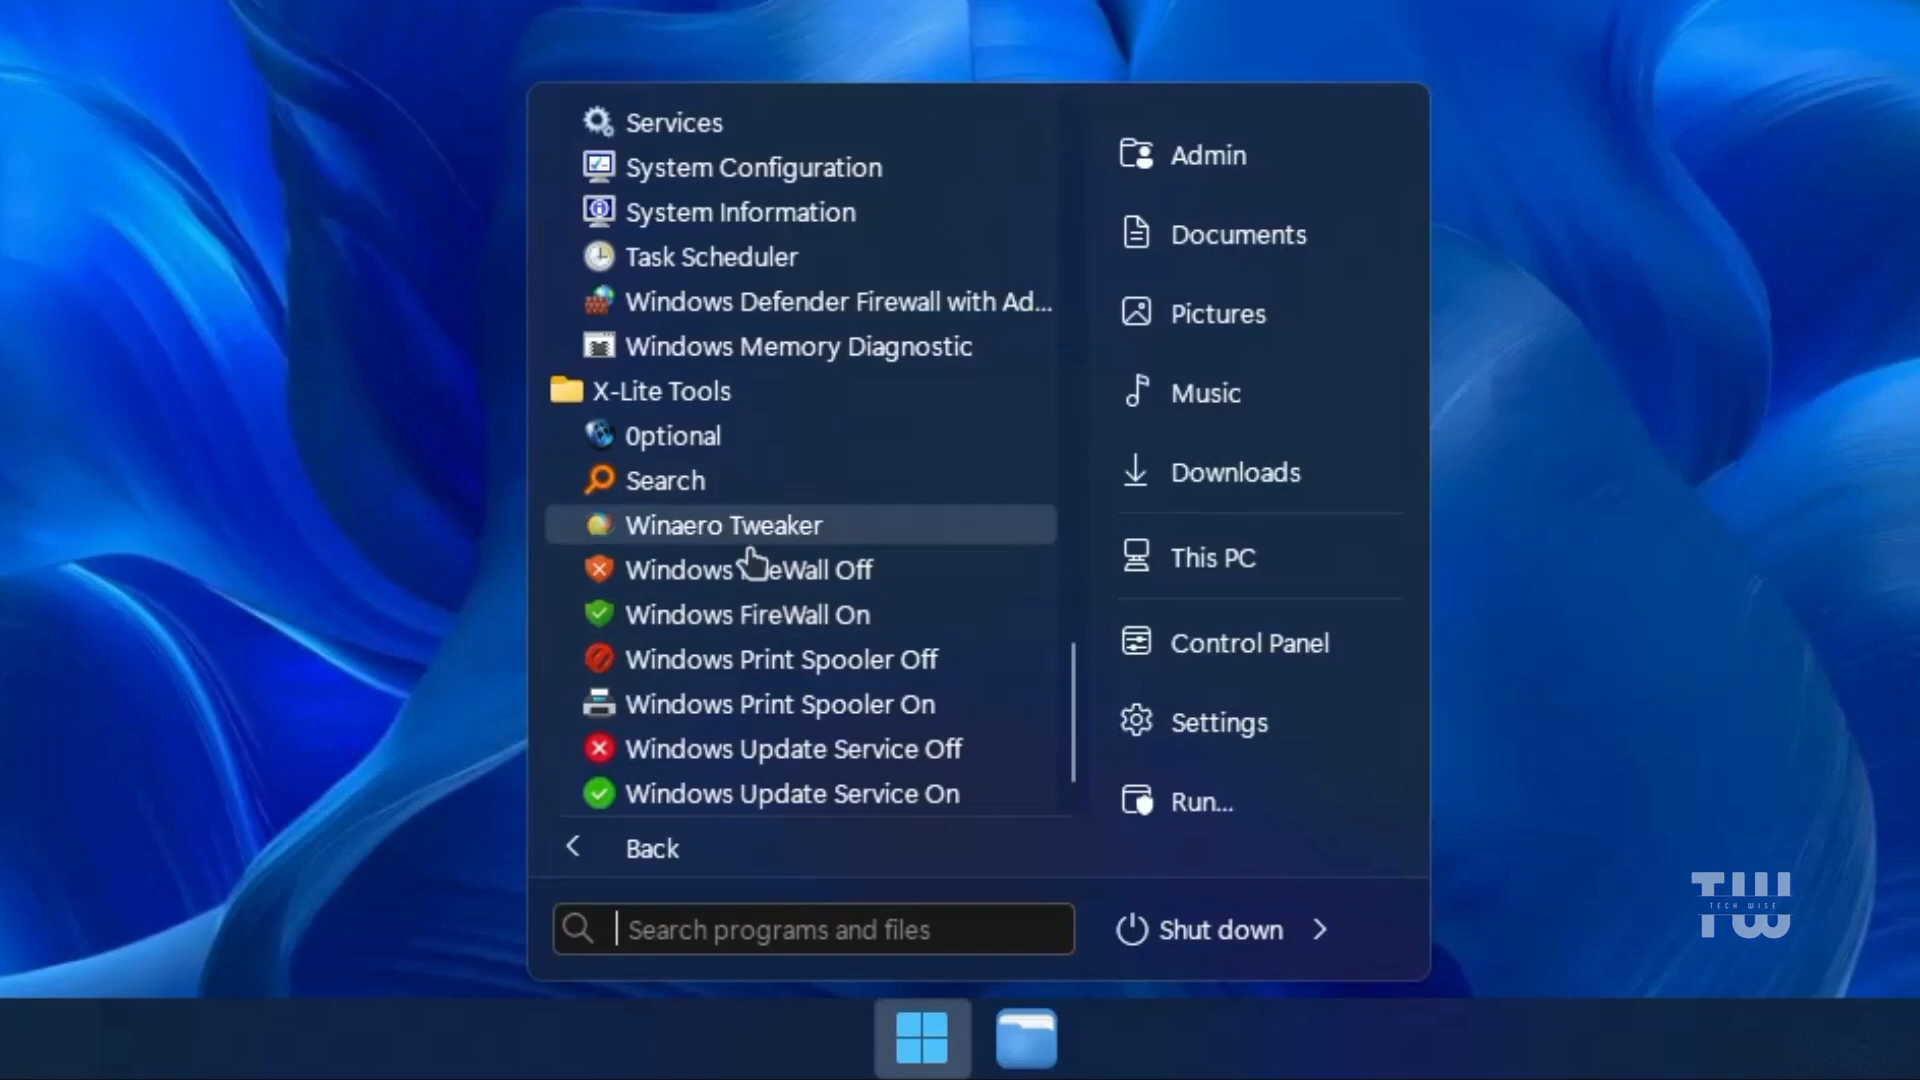 Services
System Configuration
System Information
Task Scheduler
Windows Defender Firewall with Ad...
Windows Memory Diagnostic
X-Lite Tools
0ptional
Search
Winaero Tweaker
Windows eWall Off
Windows FireWall On
Windows Print Spooler Off
Windows Print Spooler On
Windows Update Service Off
Windows Update Service On
Back
Search programs and files
Admin
Documents
Pictures
Music
Downloads
This PC
Control Panel
Settings
Run...
Shut down
TW
TECH WISE